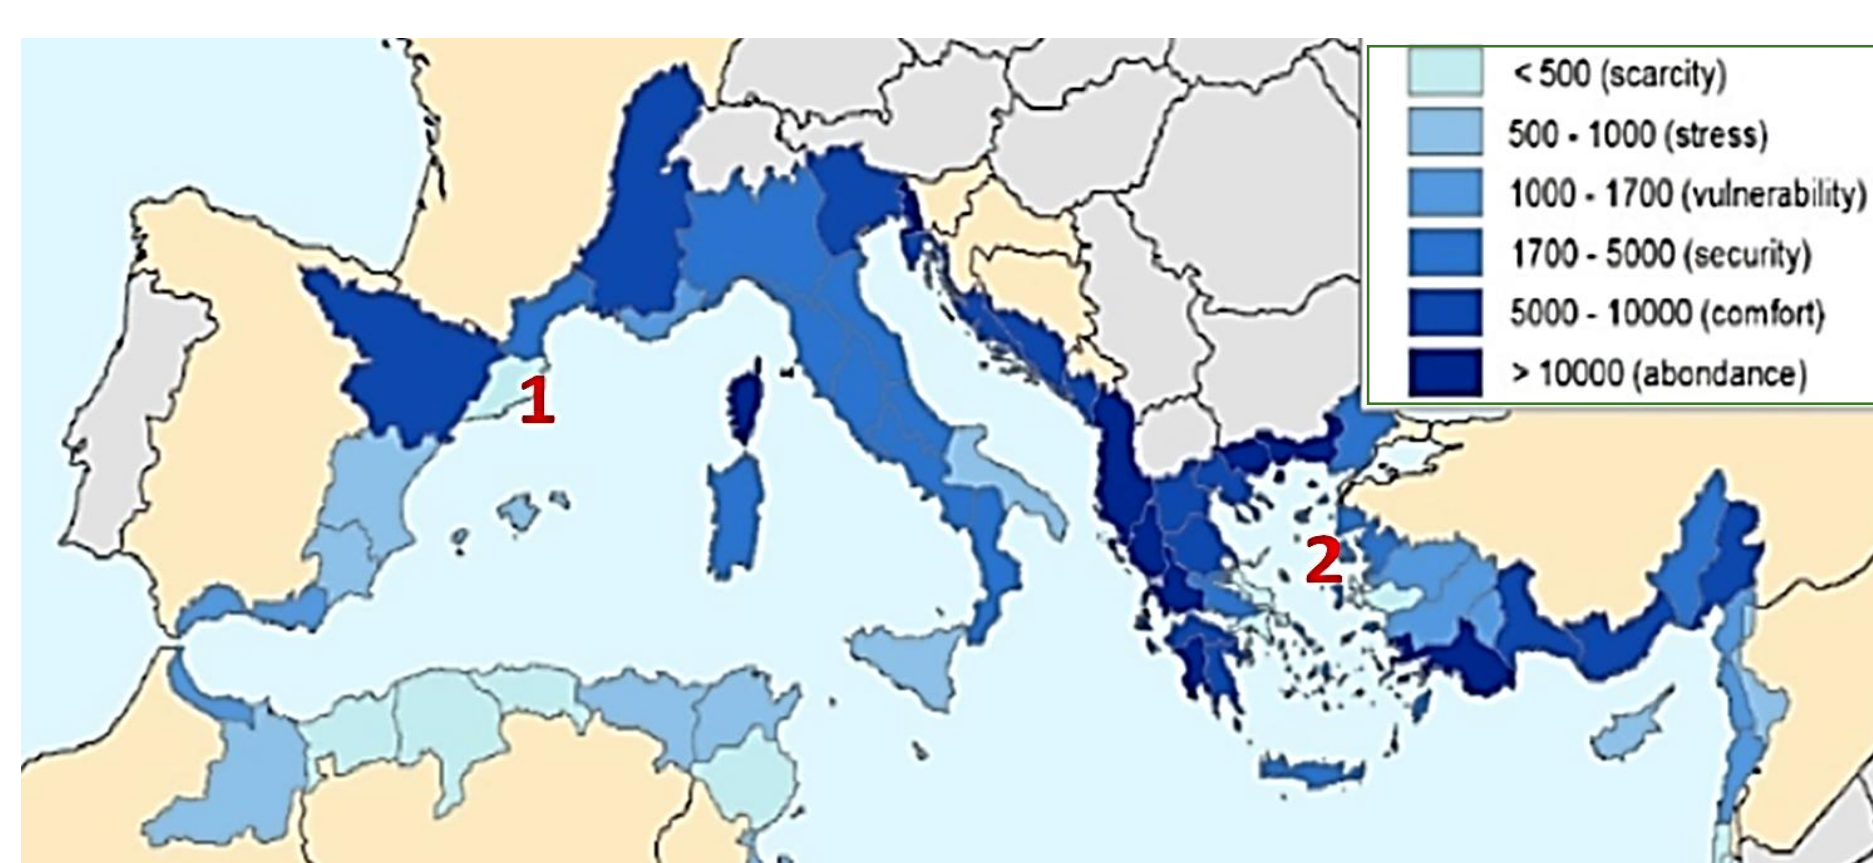 < 500 (scarcity)
500 - 1000 (stress)
1000 - 1700 (vulnerability)
1700 - 5000 (security)
5000 - 10000 (comfort)
> 10000 (abondance)
1
2